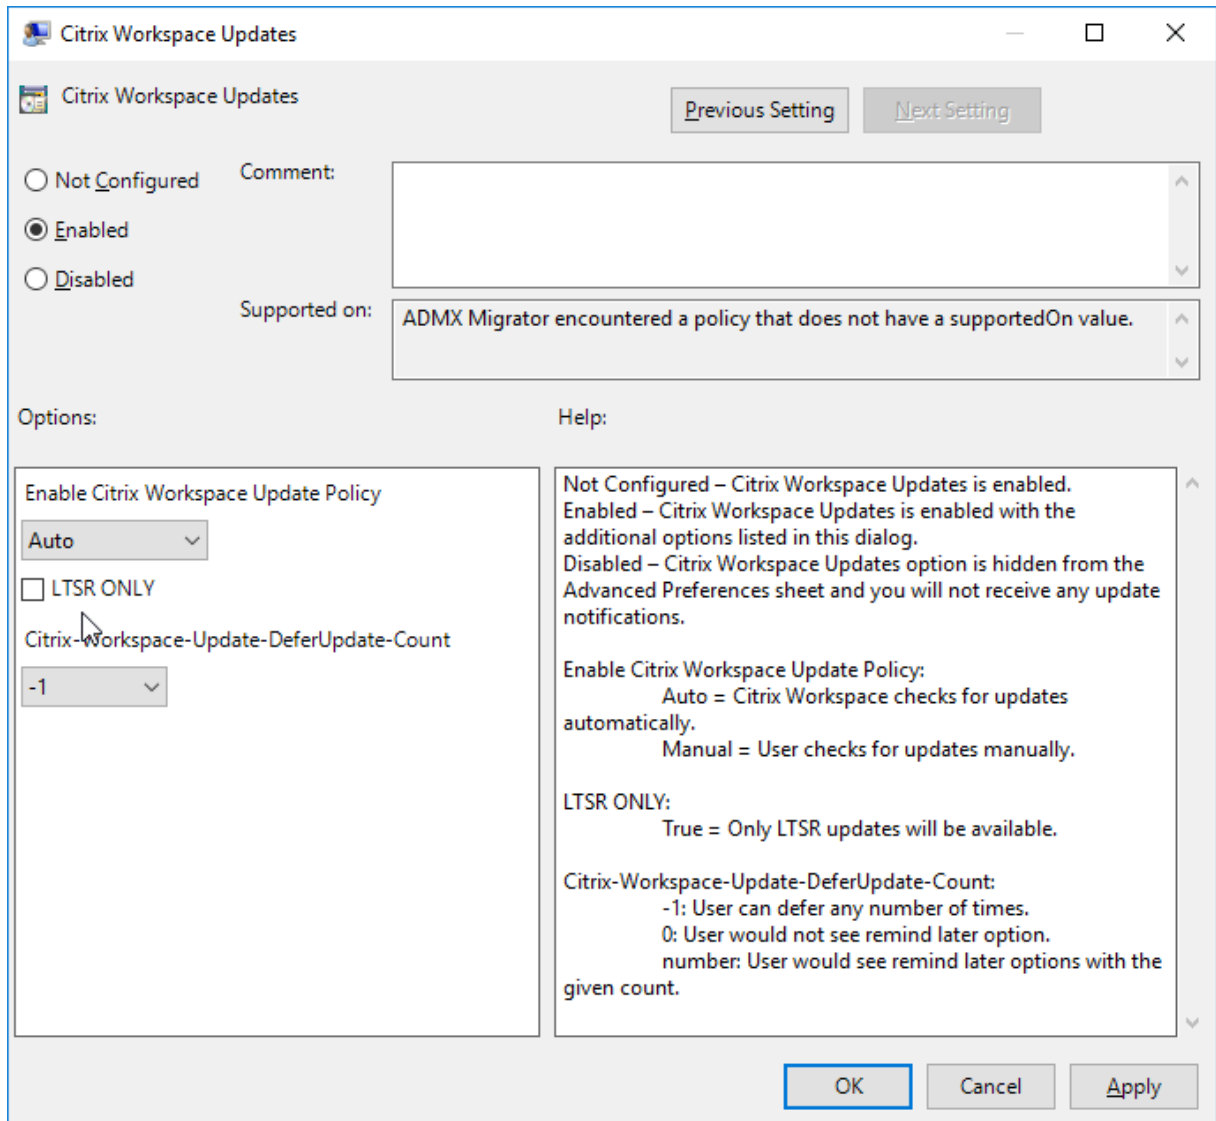 Citrix Workspace Updates
Citrix Workspace Updates
Previous Setting
Next Setting
Not Configured
Comment:
Enabled
Disabled
Supported on:
ADMX Migrator encountered a policy that does not have a supportedOn value.
Options:
Help:
Enable Citrix Workspace Update Policy
Auto
LTSR ONLY
Citrix-Workspace-Update-DeferUpdate-Count
-1
Not Configured – Citrix Workspace Updates is enabled.
Enabled – Citrix Workspace Updates is enabled with the
additional options listed in this dialog.
Disabled – Citrix Workspace Updates option is hidden from the
Advanced Preferences sheet and you will not receive any update
notifications.
Enable Citrix Workspace Update Policy:
Auto = Citrix Workspace checks for updates
automatically.
Manual = User checks for updates manually.
LTSR ONLY:
True = Only LTSR updates will be available.
Citrix-Workspace-Update-DeferUpdate-Count:
-1: User can defer any number of times.
0: User would not see remind later option.
number: User would see remind later options with the
given count.
OK
Cancel
Apply